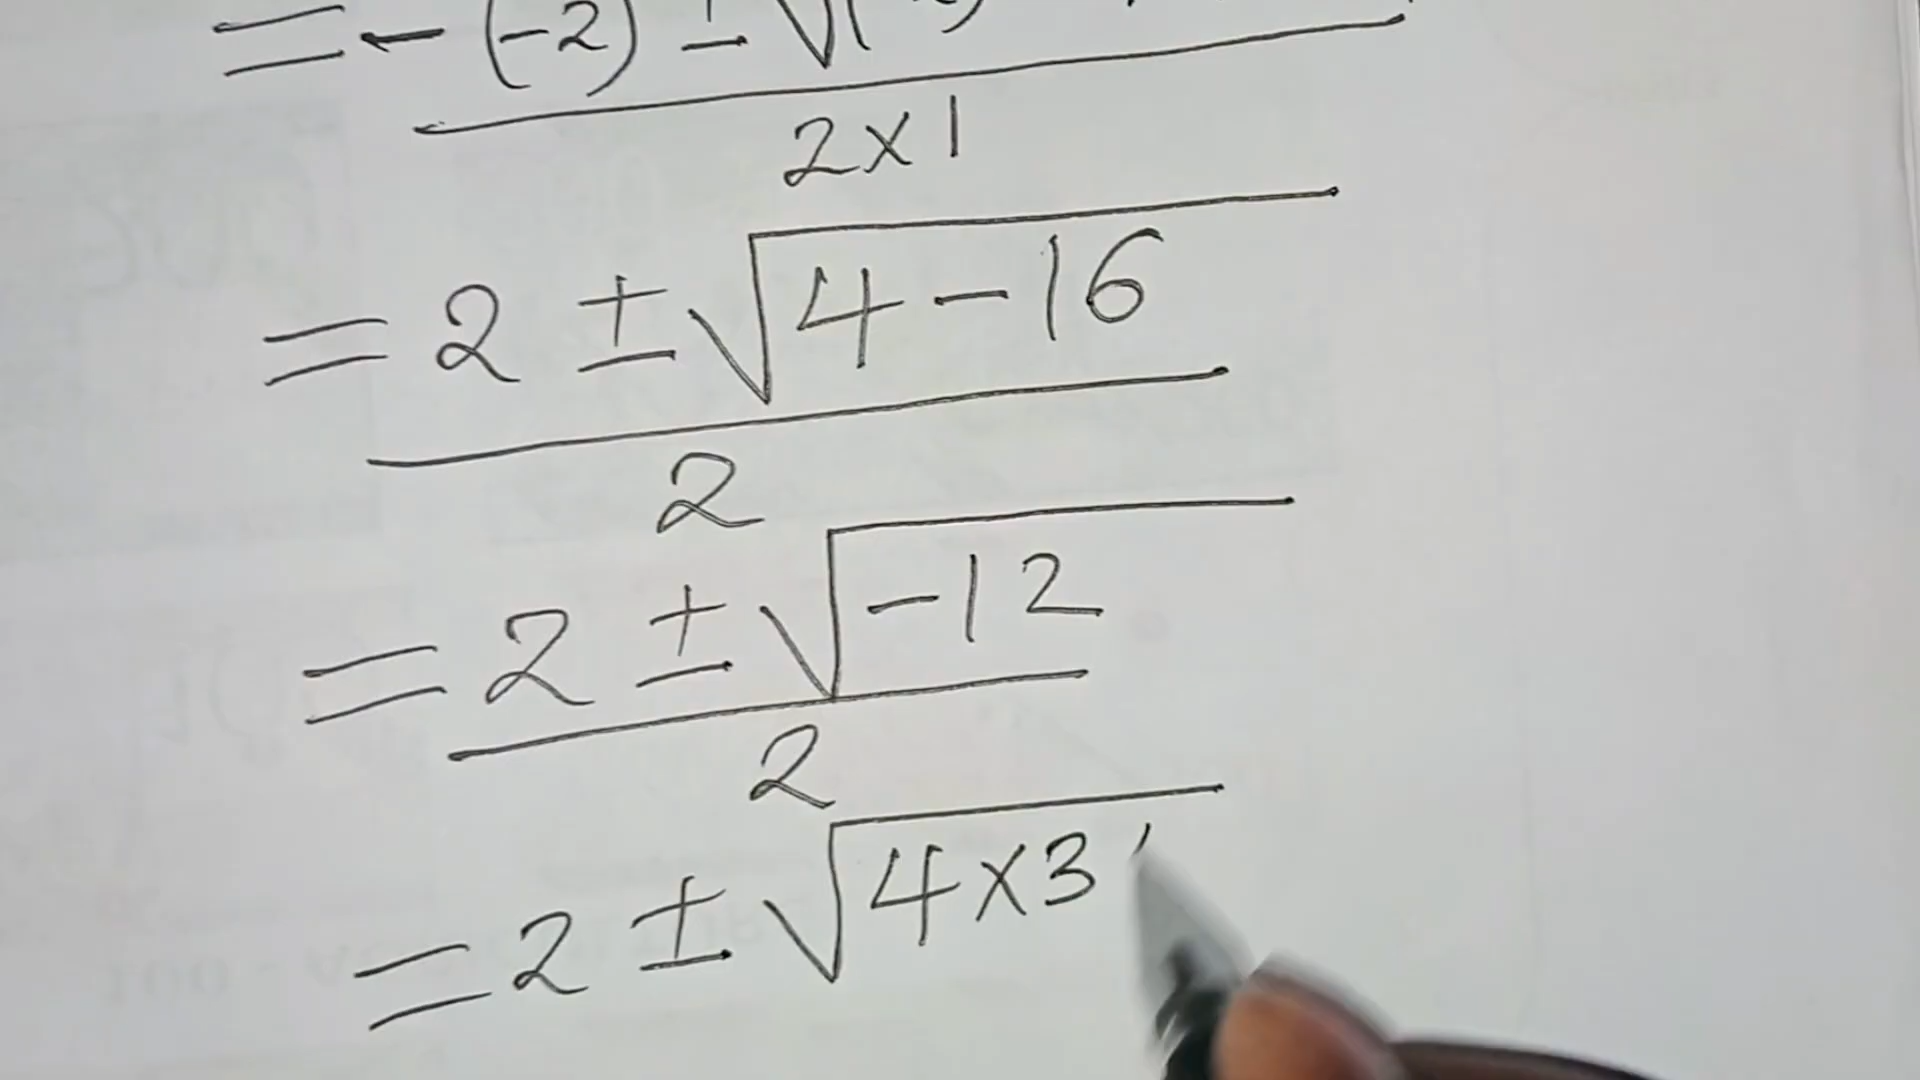 = - (-2) ± √(
2 x 1
= 2 ± √4 - 16
2
= 2 ± √-12
2
= 2 ± √4 x 3